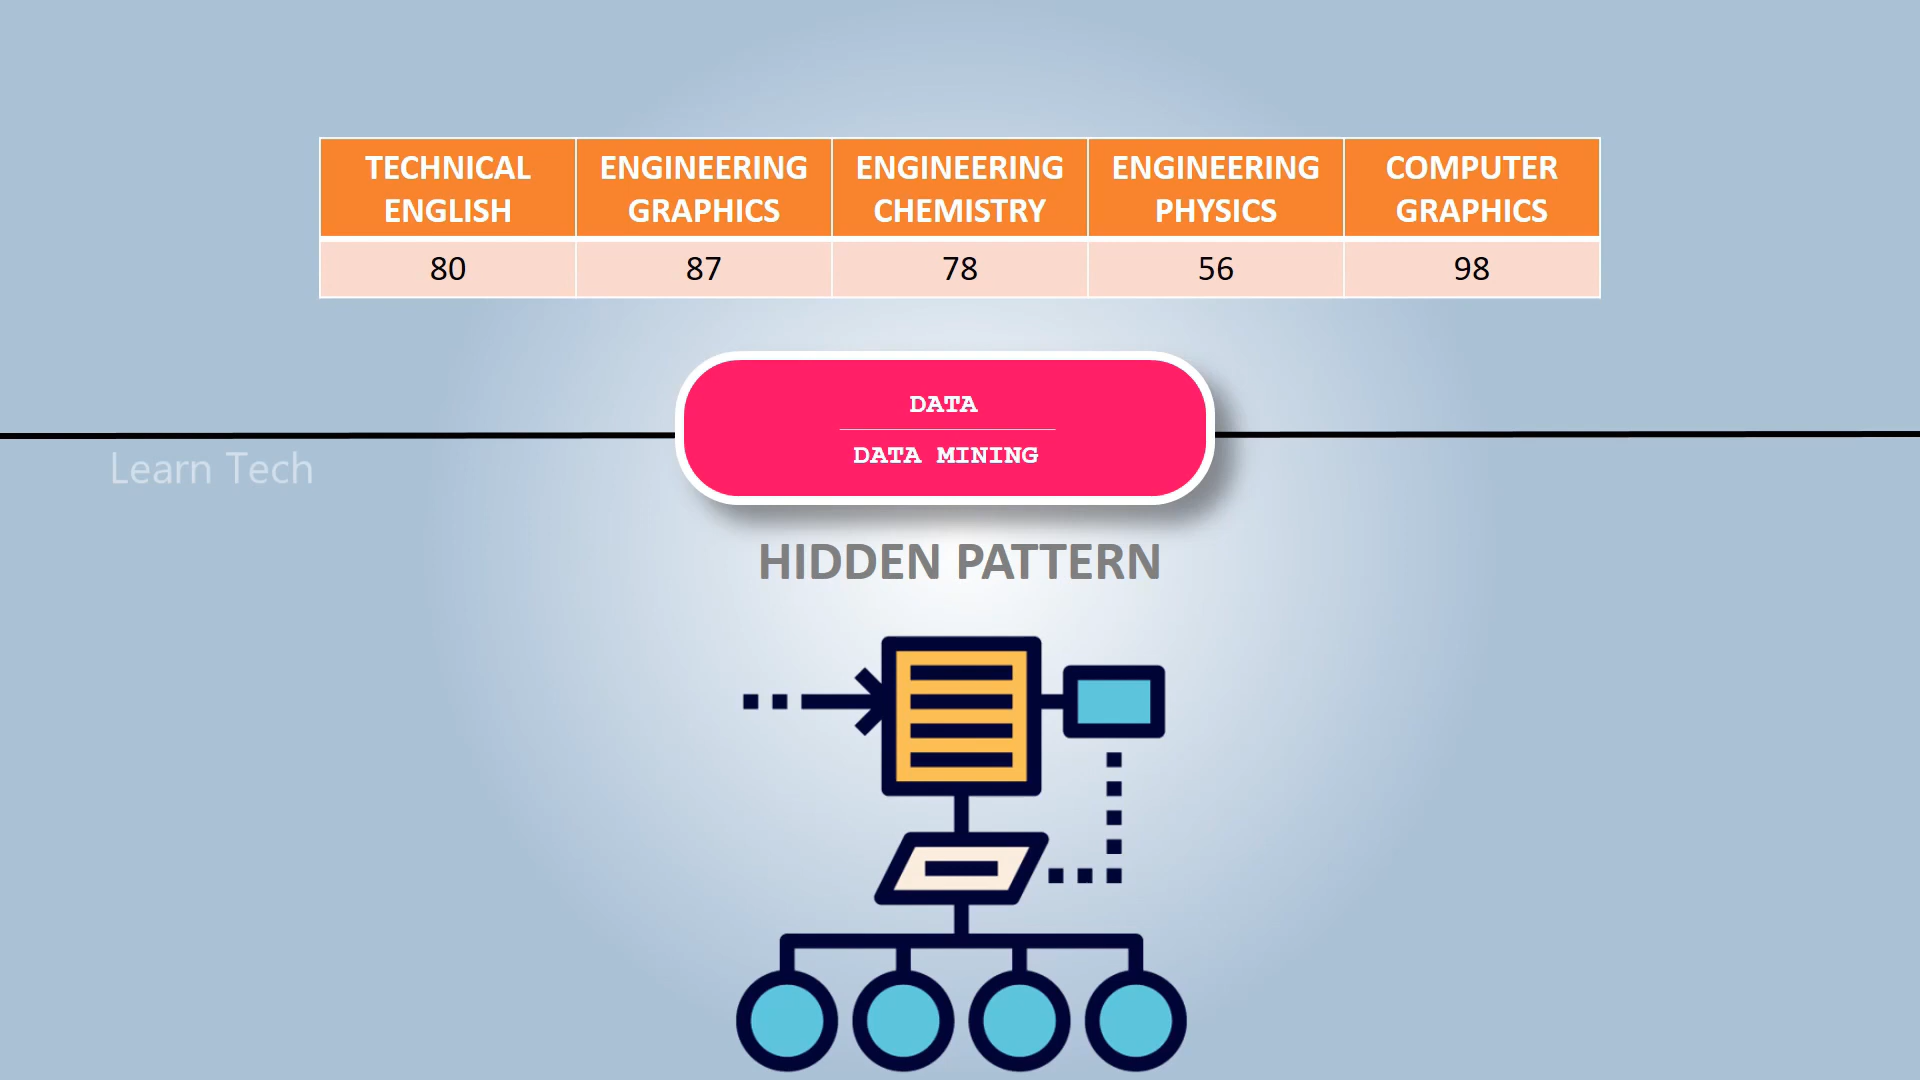 TECHNICAL ENGLISH
ENGINEERING GRAPHICS
ENGINEERING CHEMISTRY
ENGINEERING PHYSICS
COMPUTER GRAPHICS
80 87 78 56 98
DATA
DATA MINING
Learn Tech
HIDDEN PATTERN